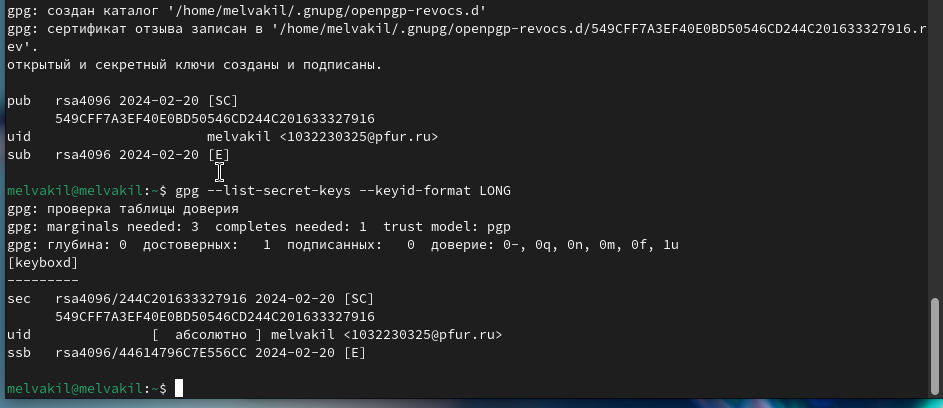 gpg: создан каталог '/home/melvakil/.gnupg/openpgp-revocs.d'
gpg: сертификат отзыва записан в '/home/melvakil/.gnupg/openpgp-revocs.d/549CFF7A3EF40E0BD50546CD244C201633327916.r
ev'.
открытый и секретный ключи созданы и подписаны.
pub   rsa4096 2024-02-20 [SC]
      549CFF7A3EF40E0BD50546CD244C201633327916
uid                      melvakil <1032230325@pfur.ru>
sub   rsa4096 2024-02-20 [E]
melvakil@melvakil:~$ gpg --list-secret-keys --keyid-format LONG
gpg: проверка таблицы доверия
gpg: marginals needed: 3  completes needed: 1  trust model: pgp
gpg: глубина: 0  достоверных:   1  подписанных:   0  доверие: 0-, 0q, 0n, 0m, 0f, 1u
[keyboxd]
---------
sec   rsa4096/244C201633327916 2024-02-20 [SC]
      549CFF7A3EF40E0BD50546CD244C201633327916
uid               [  абсолютно ] melvakil <1032230325@pfur.ru>
ssb   rsa4096/44614796C7E556CC 2024-02-20 [E]
melvakil@melvakil:~$